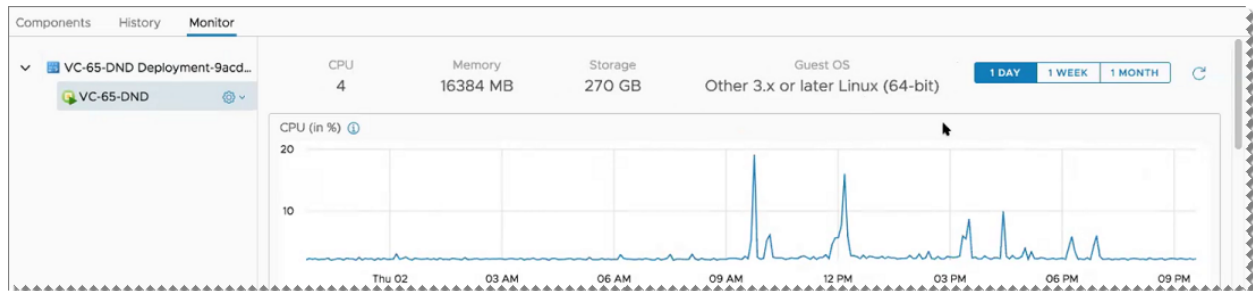 Components History Monitor
VC-65-DND Deployment-9acd...
VC-65-DND
CPU Memory Storage Guest OS
4 16384 MB 270 GB Other 3.x or later Linux (64-bit)
1 DAY 1 WEEK 1 MONTH
CPU (in %)
20
10
Thu 02 03 AM 06 AM 09 AM 12 PM 03 PM 06 PM 09 PM